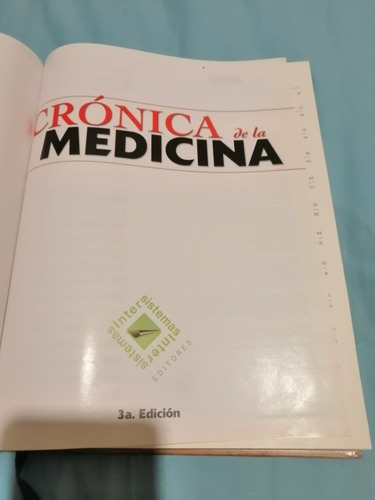 CRÓNICA de la
MEDICINA
intersistemas
intersistemas
EDITORES
3a. Edición